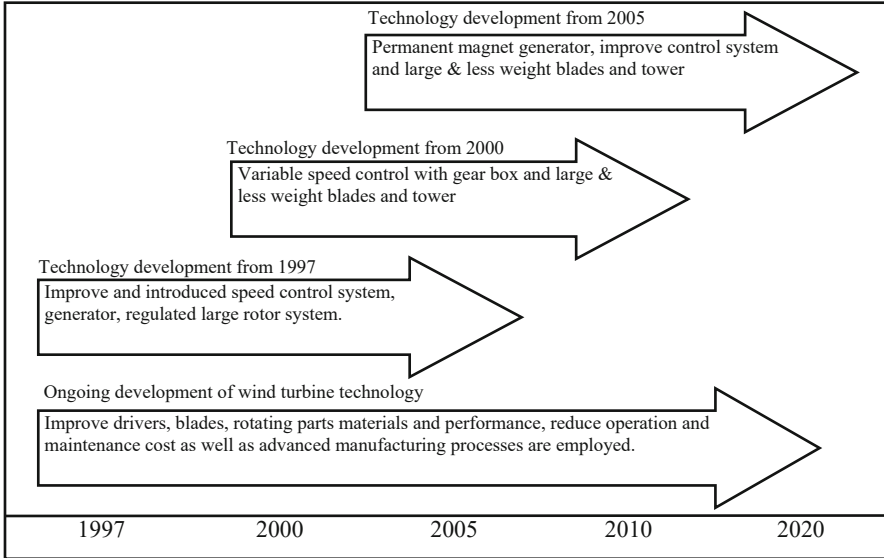 Technology development from 2005
Permanent magnet generator, improve control system
and large & less weight blades and tower
Technology development from 2000
Variable speed control with gear box and large &
less weight blades and tower
Technology development from 1997
Improve and introduced speed control system,
generator, regulated large rotor system.
Ongoing development of wind turbine technology
Improve drivers, blades, rotating parts materials and performance, reduce operation and
maintenance cost as well as advanced manufacturing processes are employed.
1997 2000 2005 2010 2020